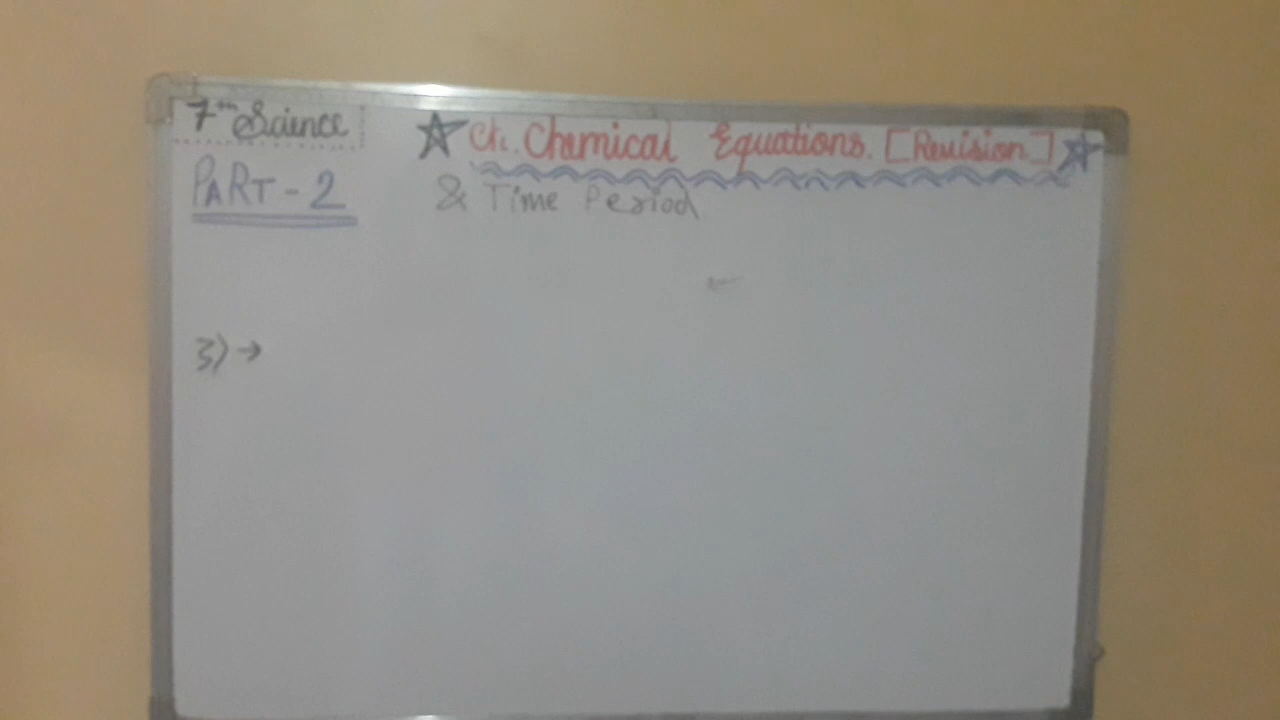 7th Science
Ch. Chemical Equations. [Revision]
PART - 2
& Time Period
3) →